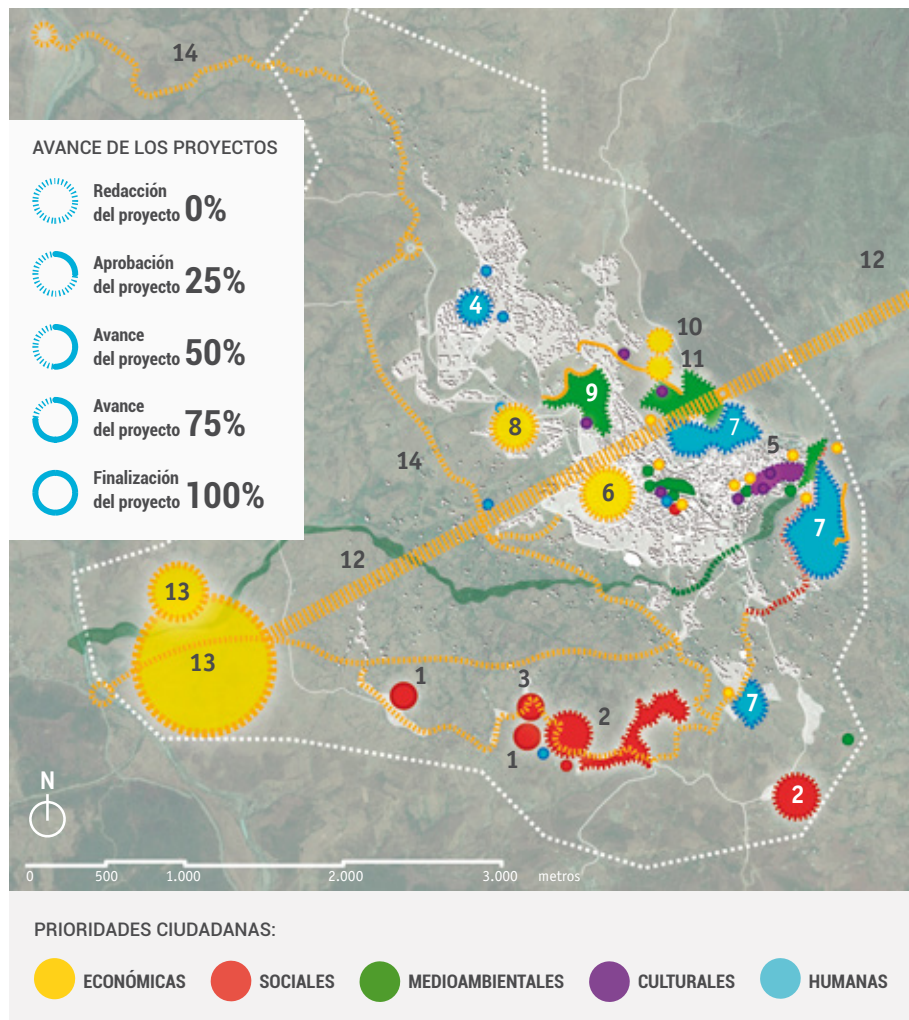 14
AVANCE DE LOS PROYECTOS
Redacción
del proyecto 0%
Aprobación
del proyecto 25%
Avance
del proyecto 50%
Avance
del proyecto 75%
Finalización
del proyecto 100%
12
4
10
11
9
7
8
5
14
6
7
12
13
13
1
3
2
7
1
2
N
0 500 1.000 2.000 3.000 metros
PRIORIDADES CIUDADANAS:
ECONÓMICAS SOCIALES MEDIOAMBIENTALES CULTURALES HUMANAS